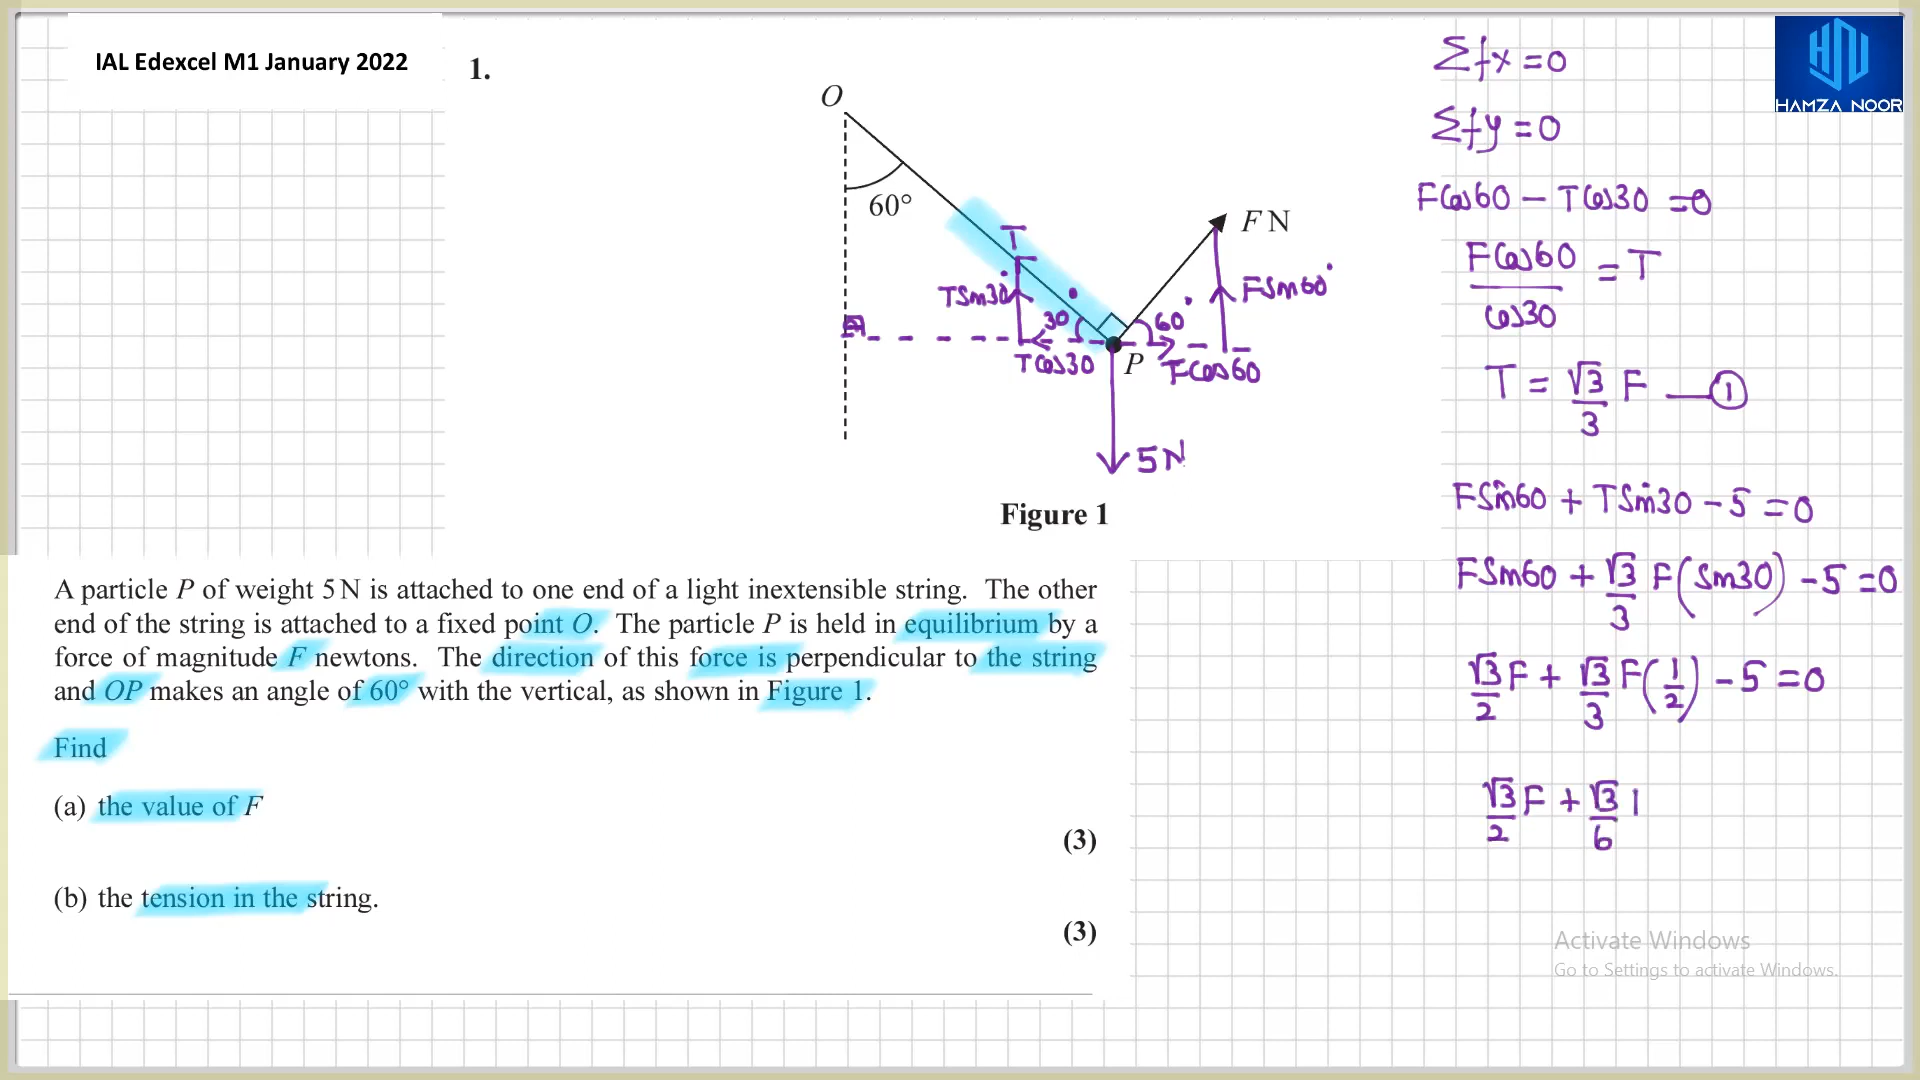 IAL Edexcel M1 January 2022
1.
O
60°
F N
T
TSin30°
FSin60°
30°
60°
TCos30
P
FCos60
5N
Figure 1
A particle P of weight 5 N is attached to one end of a light inextensible string. The other
end of the string is attached to a fixed point O. The particle P is held in equilibrium by a
force of magnitude F newtons. The direction of this force is perpendicular to the string
and OP makes an angle of 60° with the vertical, as shown in Figure 1.
Find
(a) the value of F
(3)
(b) the tension in the string.
(3)
Σfx = 0
Σfy = 0
FCos60 − TCos30 = 0
FCos60/Cos30 = T
T = √3/3 F — ①
FSin60 + TSin30 − 5 = 0
FSin60 + √3/3 F(Sin30) − 5 = 0
√3/2 F + √3/3 F(1/2) − 5 = 0
√3/2 F + √3/6
HAMZA NOOR
Activate Windows
Go to Settings to activate Windows.